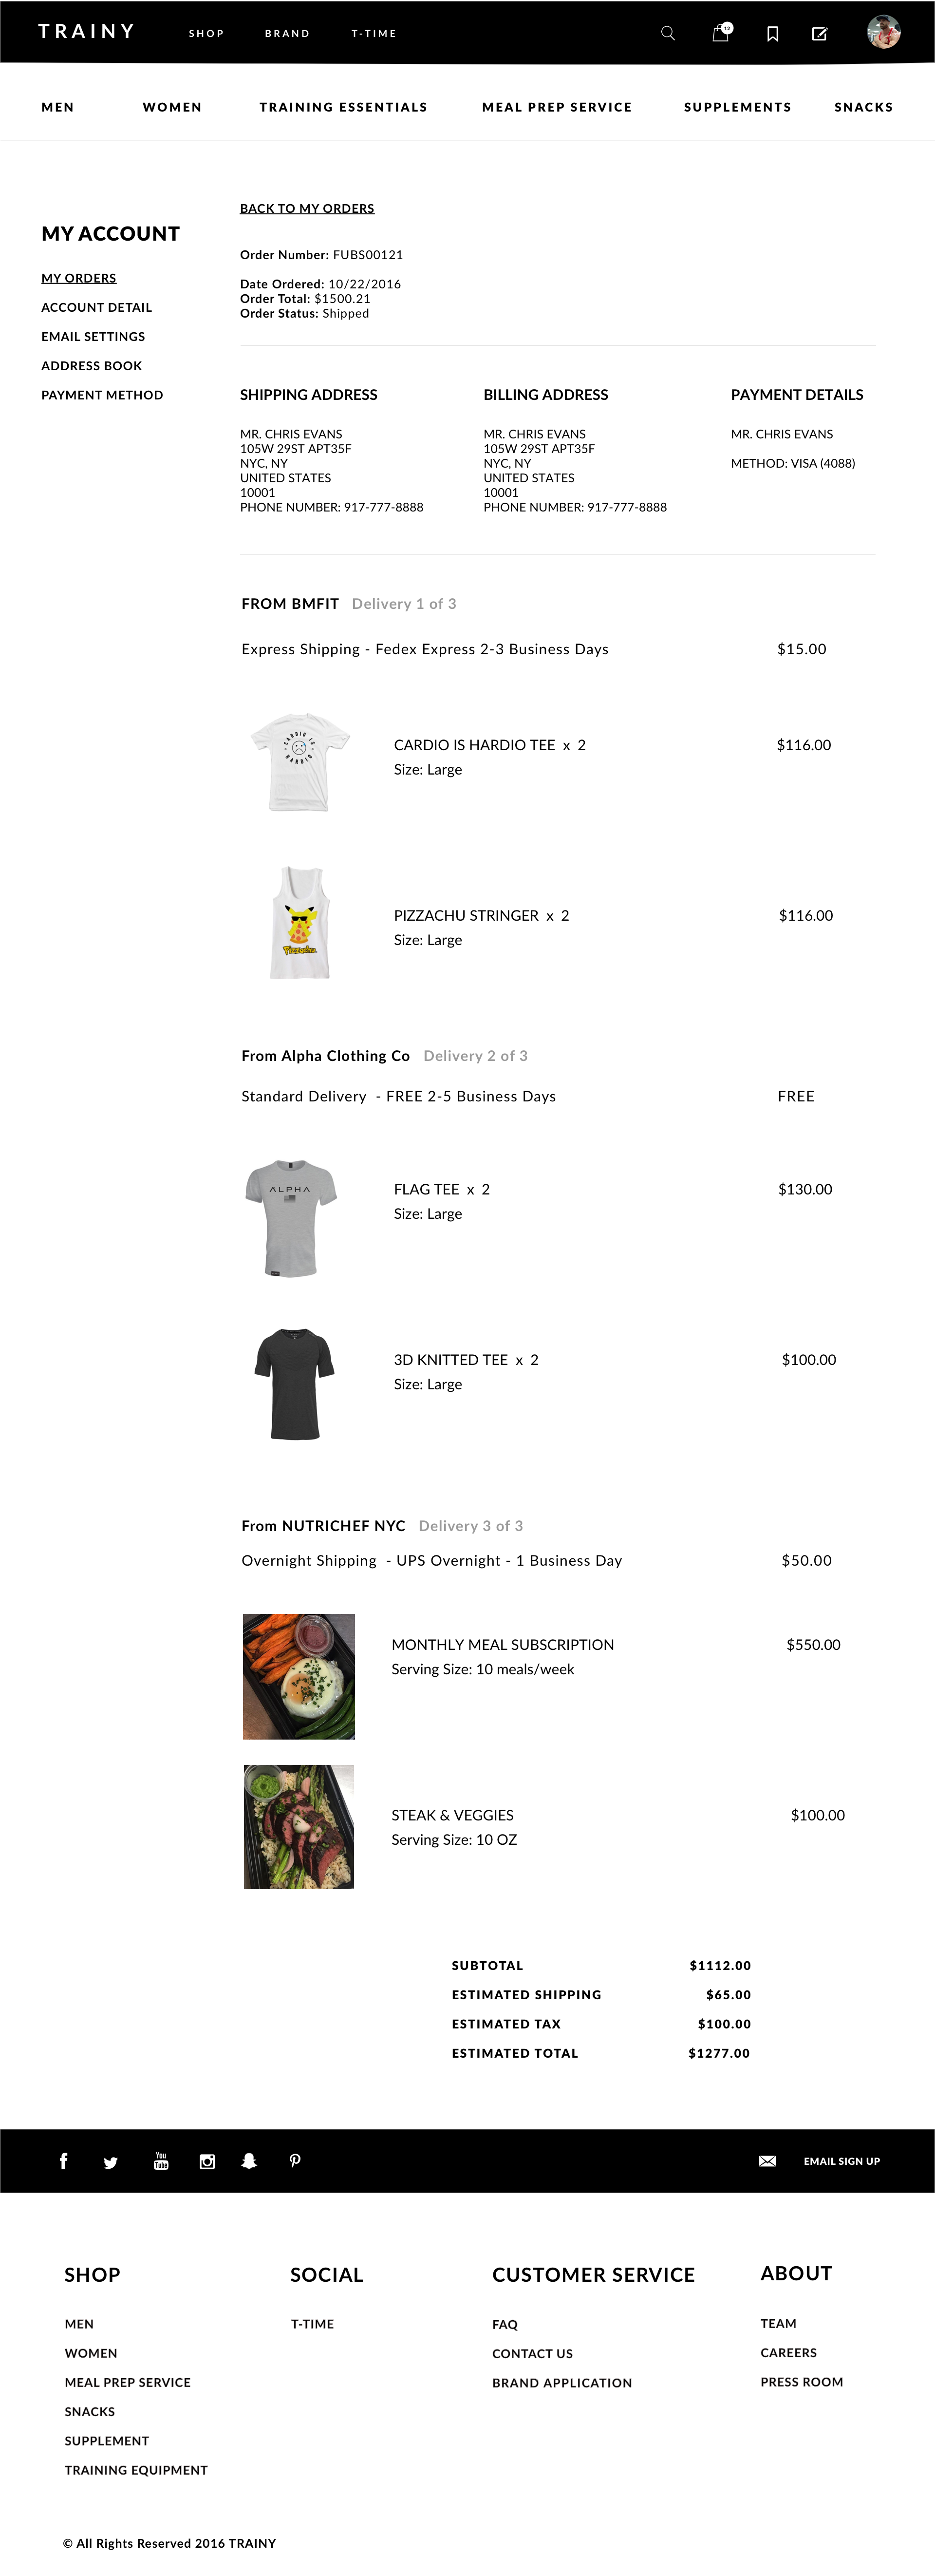 TRAINY
SHOP
BRAND
T-TIME
MEN
WOMEN
TRAINING ESSENTIALS
MEAL PREP SERVICE
SUPPLEMENTS
SNACKS
BACK TO MY ORDERS
MY ACCOUNT
MY ORDERS
ACCOUNT DETAIL
EMAIL SETTINGS
ADDRESS BOOK
PAYMENT METHOD
Order Number: FUBS00121
Date Ordered: 10/22/2016
Order Total: $1500.21
Order Status: Shipped
SHIPPING ADDRESS
MR. CHRIS EVANS
105W 29ST APT35F
NYC, NY
UNITED STATES
10001
PHONE NUMBER: 917-777-8888
BILLING ADDRESS
MR. CHRIS EVANS
105W 29ST APT35F
NYC, NY
UNITED STATES
10001
PHONE NUMBER: 917-777-8888
PAYMENT DETAILS
MR. CHRIS EVANS
METHOD: VISA (4088)
FROM BMFIT Delivery 1 of 3
Express Shipping - Fedex Express 2-3 Business Days $15.00
CARDIO IS HARDIO
CARDIO IS HARDIO TEE x 2 $116.00
Size: Large
Pizzachu
PIZZACHU STRINGER x 2 $116.00
Size: Large
From Alpha Clothing Co Delivery 2 of 3
Standard Delivery - FREE 2-5 Business Days FREE
ALPHA
FLAG TEE x 2 $130.00
Size: Large
3D KNITTED TEE x 2 $100.00
Size: Large
From NUTRICHEF NYC Delivery 3 of 3
Overnight Shipping - UPS Overnight - 1 Business Day $50.00
MONTHLY MEAL SUBSCRIPTION $550.00
Serving Size: 10 meals/week
STEAK & VEGGIES $100.00
Serving Size: 10 OZ
SUBTOTAL $1112.00
ESTIMATED SHIPPING $65.00
ESTIMATED TAX $100.00
ESTIMATED TOTAL $1277.00
You
Tube
EMAIL SIGN UP
SHOP
MEN
WOMEN
MEAL PREP SERVICE
SNACKS
SUPPLEMENT
TRAINING EQUIPMENT
SOCIAL
T-TIME
CUSTOMER SERVICE
FAQ
CONTACT US
BRAND APPLICATION
ABOUT
TEAM
CAREERS
PRESS ROOM
© All Rights Reserved 2016 TRAINY